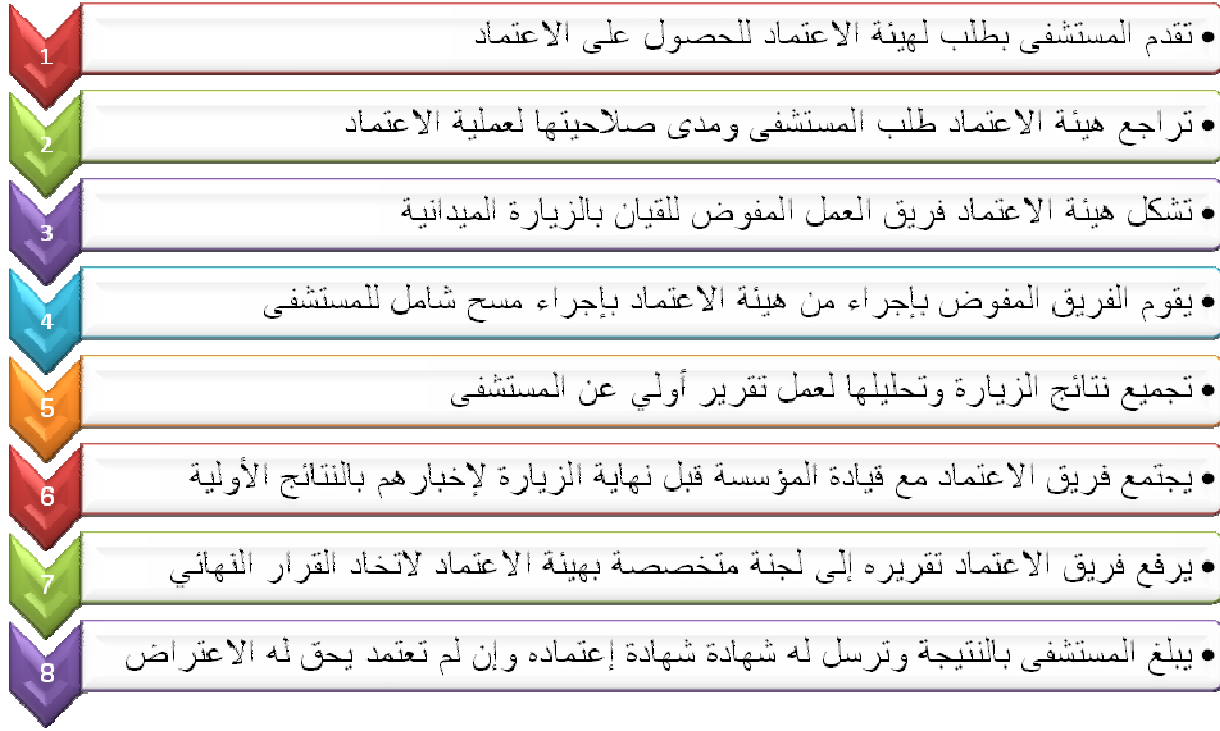 1
• تقدم المستشفى بطلب لهيئة الاعتماد للحصول على الاعتماد
2
• تراجع هيئة الاعتماد طلب المستشفى ومدى صلاحيتها لعملية الاعتماد
3
• تشكل هيئة الاعتماد فريق العمل المفوض للقيان بالزيارة الميدانية
4
• يقوم الفريق المفوض بإجراء من هيئة الاعتماد بإجراء مسح شامل للمستشفى
5
• تجميع نتائج الزيارة وتحليلها لعمل تقرير أولي عن المستشفى
6
• يجتمع فريق الاعتماد مع قيادة المؤسسة قبل نهاية الزيارة لإخبارهم بالنتائج الأولية
7
• يرفع فريق الاعتماد تقريره إلى لجنة متخصصة بهيئة الاعتماد لاتخاد القرار النهائي
8
• يبلغ المستشفى بالنتيجة وترسل له شهادة شهادة إعتماده وإن لم تعتمد يحق له الاعتراض